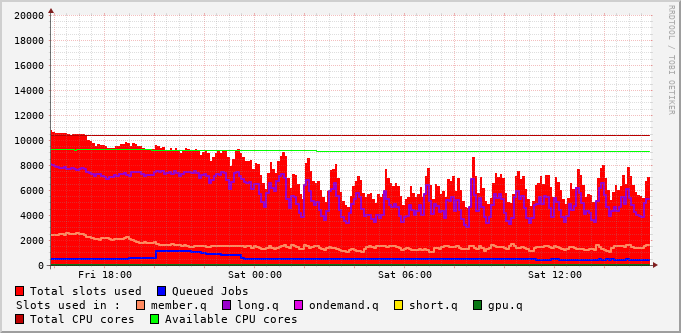 20000
18000
16000
14000
12000
10000
8000
6000
4000
2000
0
Fri 18:00 Sat 00:00 Sat 06:00 Sat 12:00
RRDTOOL / TOBI OETIKER
Total slots used Queued Jobs
Slots used in : member.q long.q ondemand.q short.q gpu.q
Total CPU cores Available CPU cores